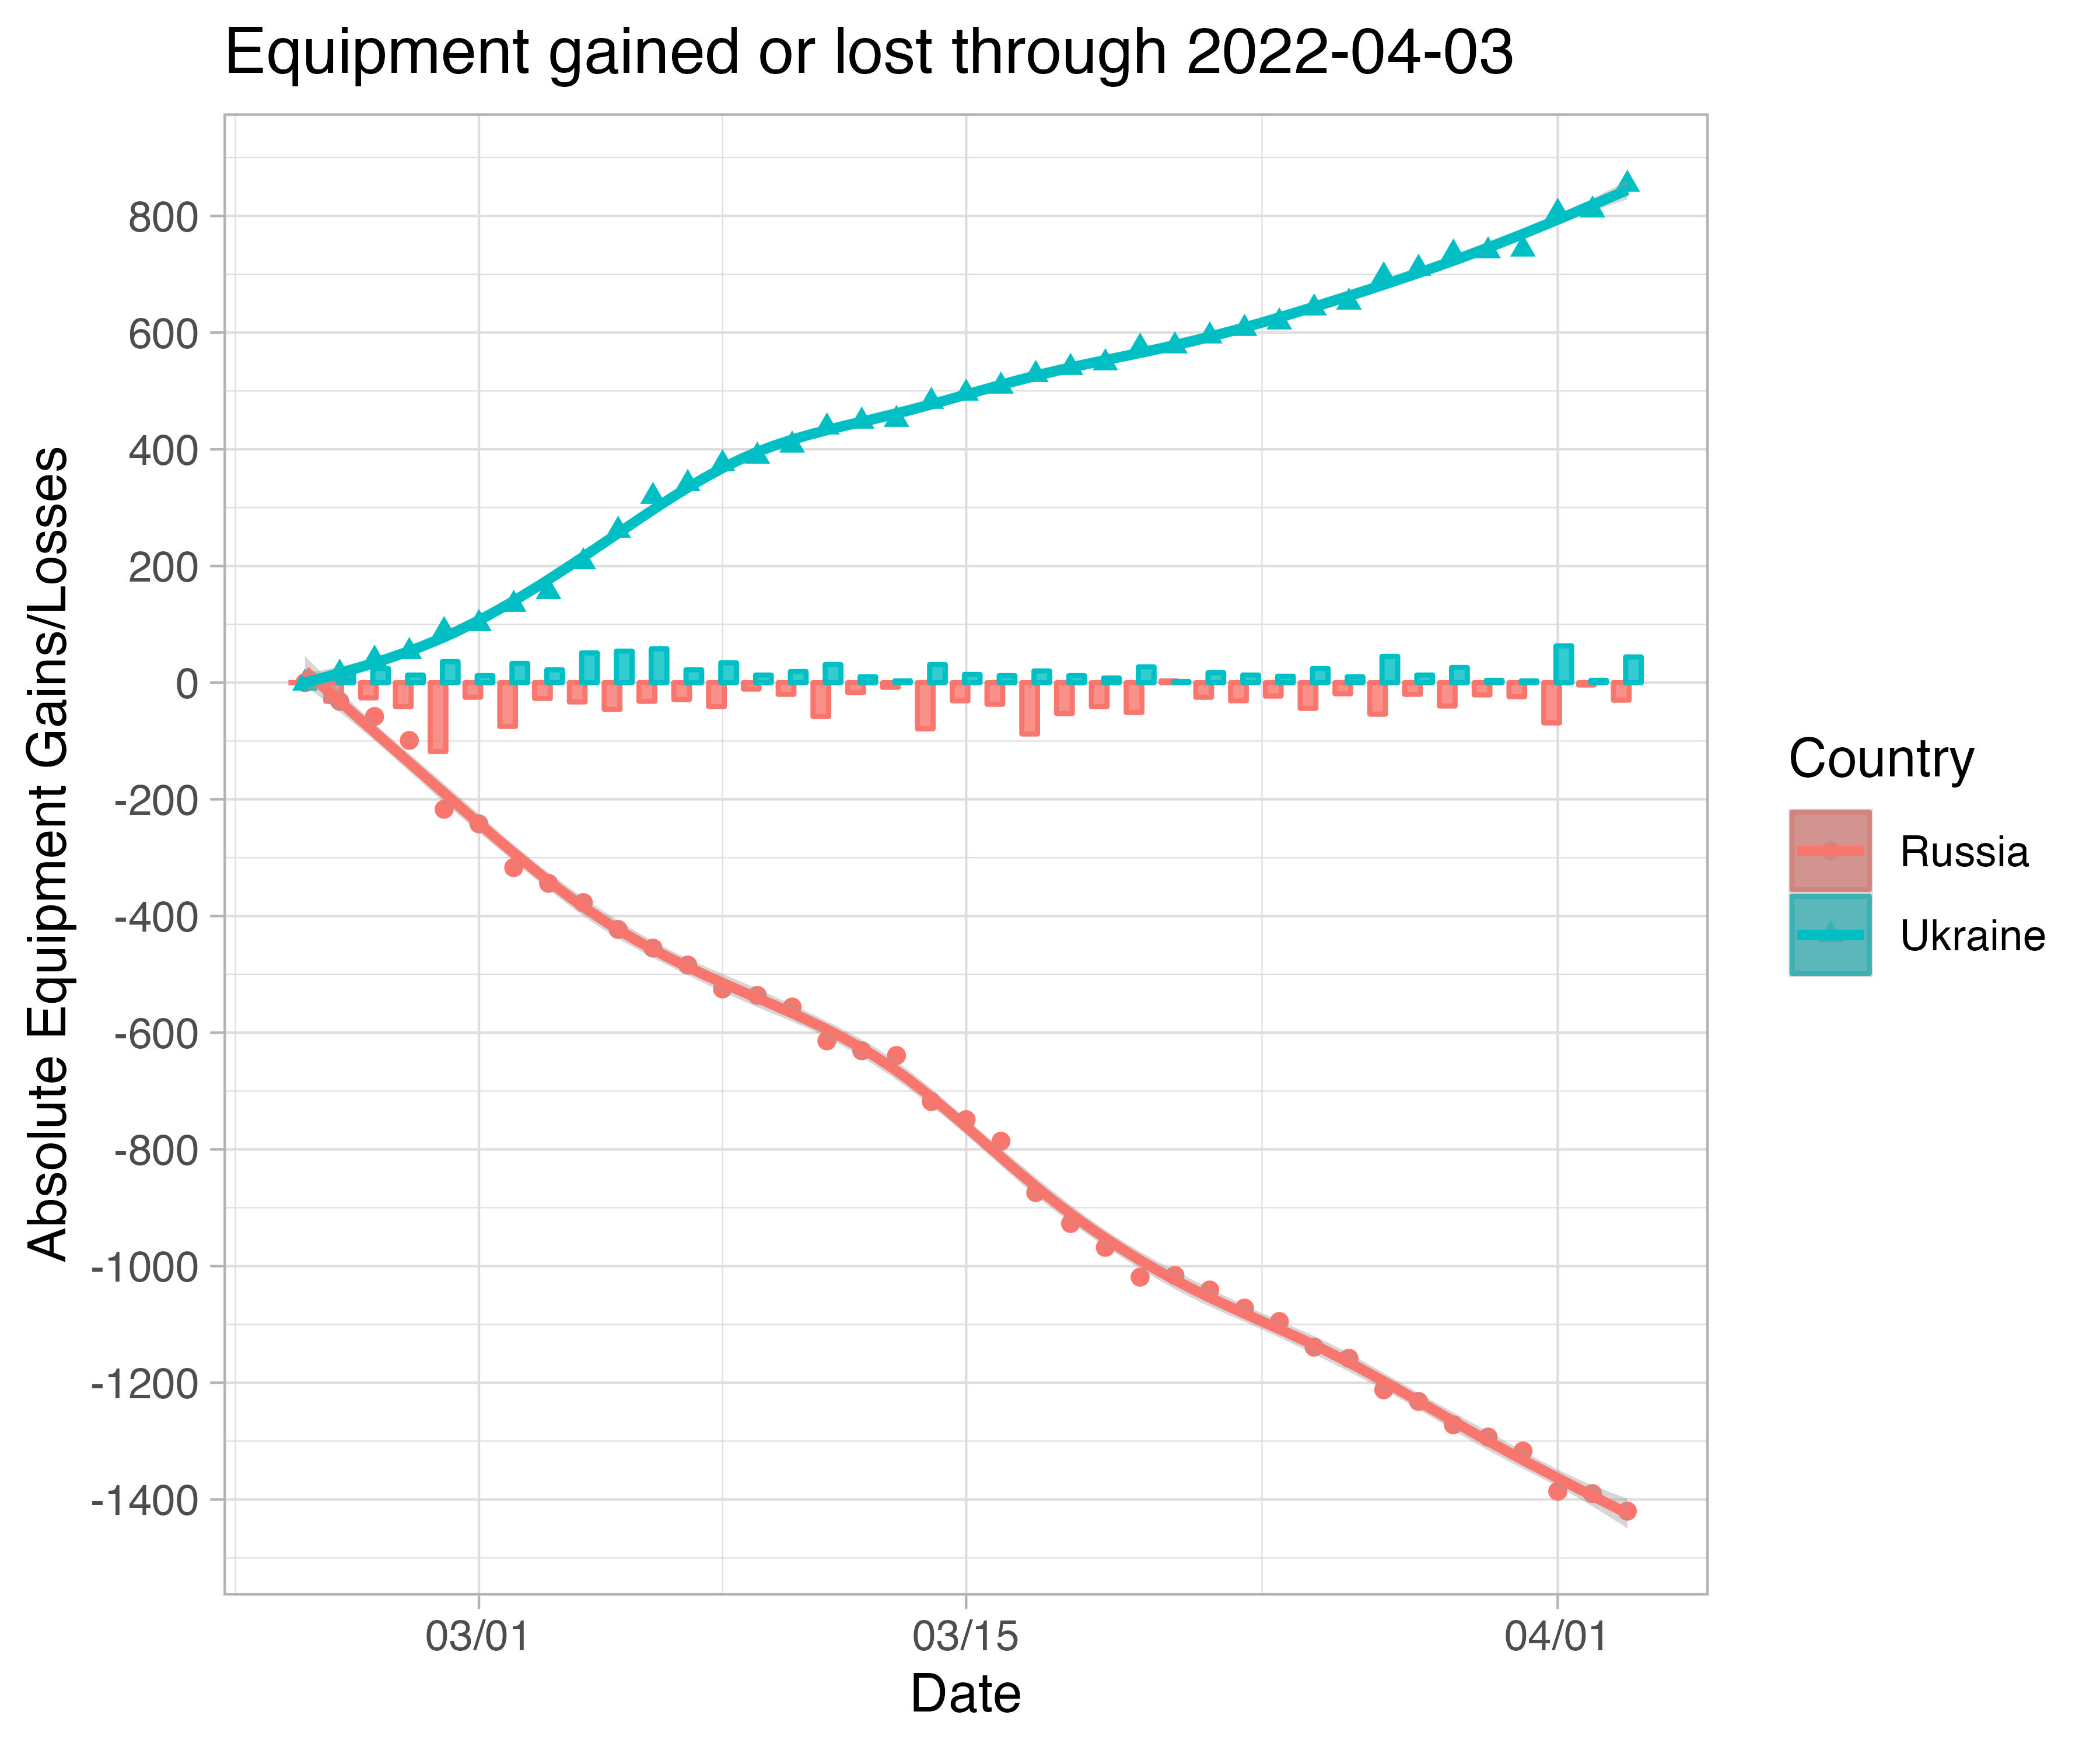 Equipment gained or lost through 2022-04-03
Absolute Equipment Gains/Losses
800
600
400
200
0
-200
-400
-600
-800
-1000
-1200
-1400
03/01
03/15
04/01
Date
Country
Russia
Ukraine